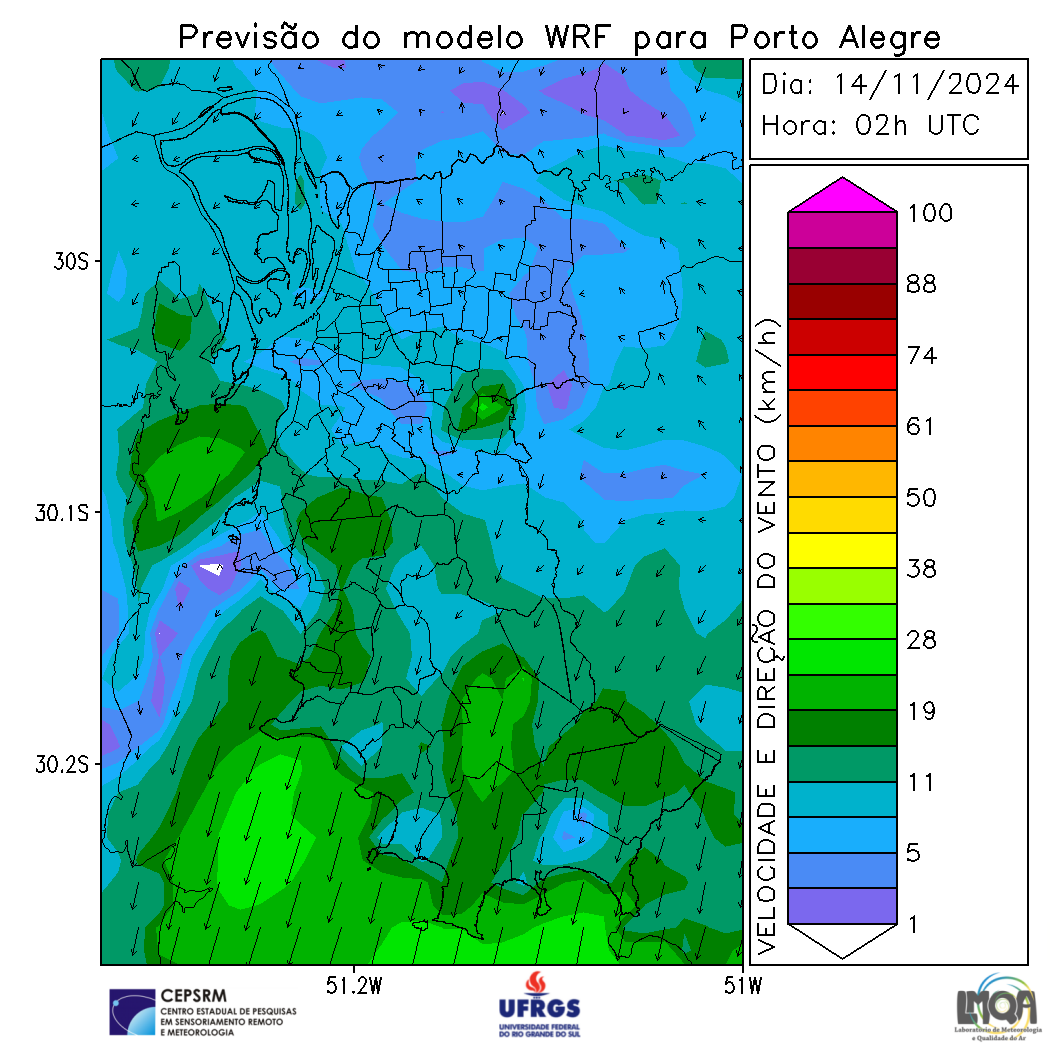 Previsão do modelo WRF para Porto Alegre
Dia: 14/11/2024
Hora: 02h UTC
30S
30.1S
30.2S
51.2W
51W
VELOCIDADE E DIREÇÃO DO VENTO (km/h)
100
88
74
61
50
38
28
19
11
5
1
CEPSRM
CENTRO ESTADUAL DE PESQUISAS
EM SENSORIAMENTO REMOTO
E METEOROLOGIA
UFRGS
UNIVERSIDADE FEDERAL
DO RIO GRANDE DO SUL
LMQA
Laboratório de Meteorologia
e Qualidade do Ar